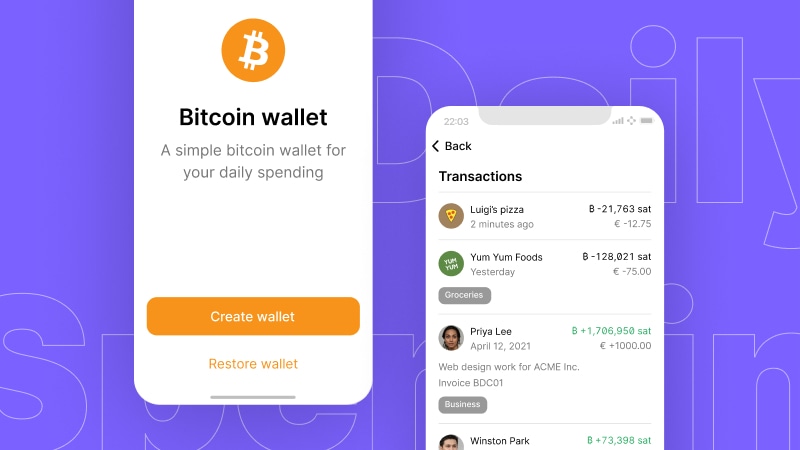 Daily
spending
Bitcoin wallet
A simple bitcoin wallet for
your daily spending
Create wallet
Restore wallet
22:03
Back
Transactions
Luigi's pizza
₿ -21,763 sat
2 minutes ago
€ -12.75
YUM
YUM
Yum Yum Foods
₿ -128,021 sat
Yesterday
€ -75.00
Groceries
Priya Lee
₿ +1,706,950 sat
April 12, 2021
€ +1000.00
Web design work for ACME Inc.
Invoice BDC01
Business
Winston Park
₿ +73,398 sat